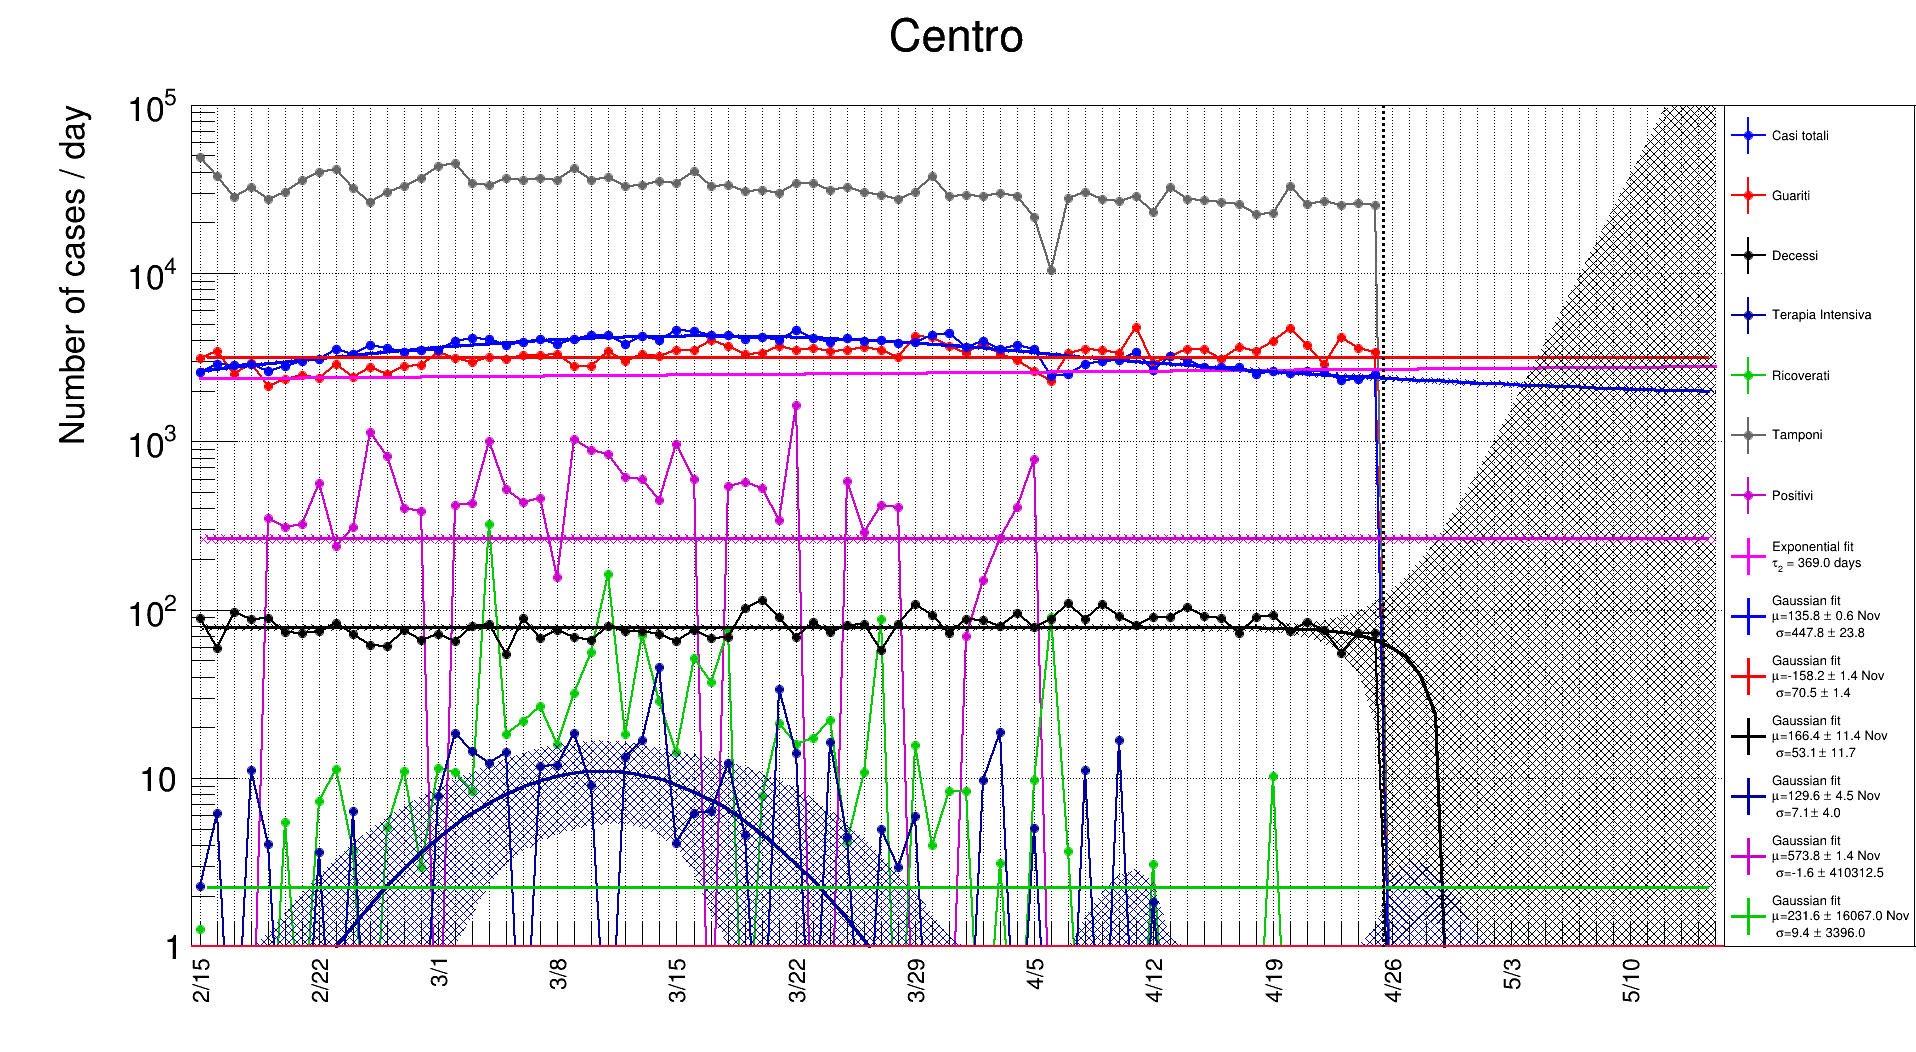 Centro
Number of cases / day
10^5
10^4
10^3
10^2
10
1
2/15
2/22
3/1
3/8
3/15
3/22
3/29
4/5
4/12
4/19
4/26
5/3
5/10
Casi totali
Guariti
Decessi
Terapia Intensiva
Ricoverati
Tamponi
Positivi
Exponential fit
τ₂ = 369.0 days
Gaussian fit
μ=135.8 ± 0.6 Nov
σ=447.8 ± 23.8
Gaussian fit
μ=-158.2 ± 1.4 Nov
σ=70.5 ± 1.4
Gaussian fit
μ=166.4 ± 11.4 Nov
σ=53.1 ± 11.7
Gaussian fit
μ=129.6 ± 4.5 Nov
σ=7.1 ± 4.0
Gaussian fit
μ=573.8 ± 1.4 Nov
σ=-1.6 ± 410312.5
Gaussian fit
μ=231.6 ± 16067.0 Nov
σ=9.4 ± 3396.0